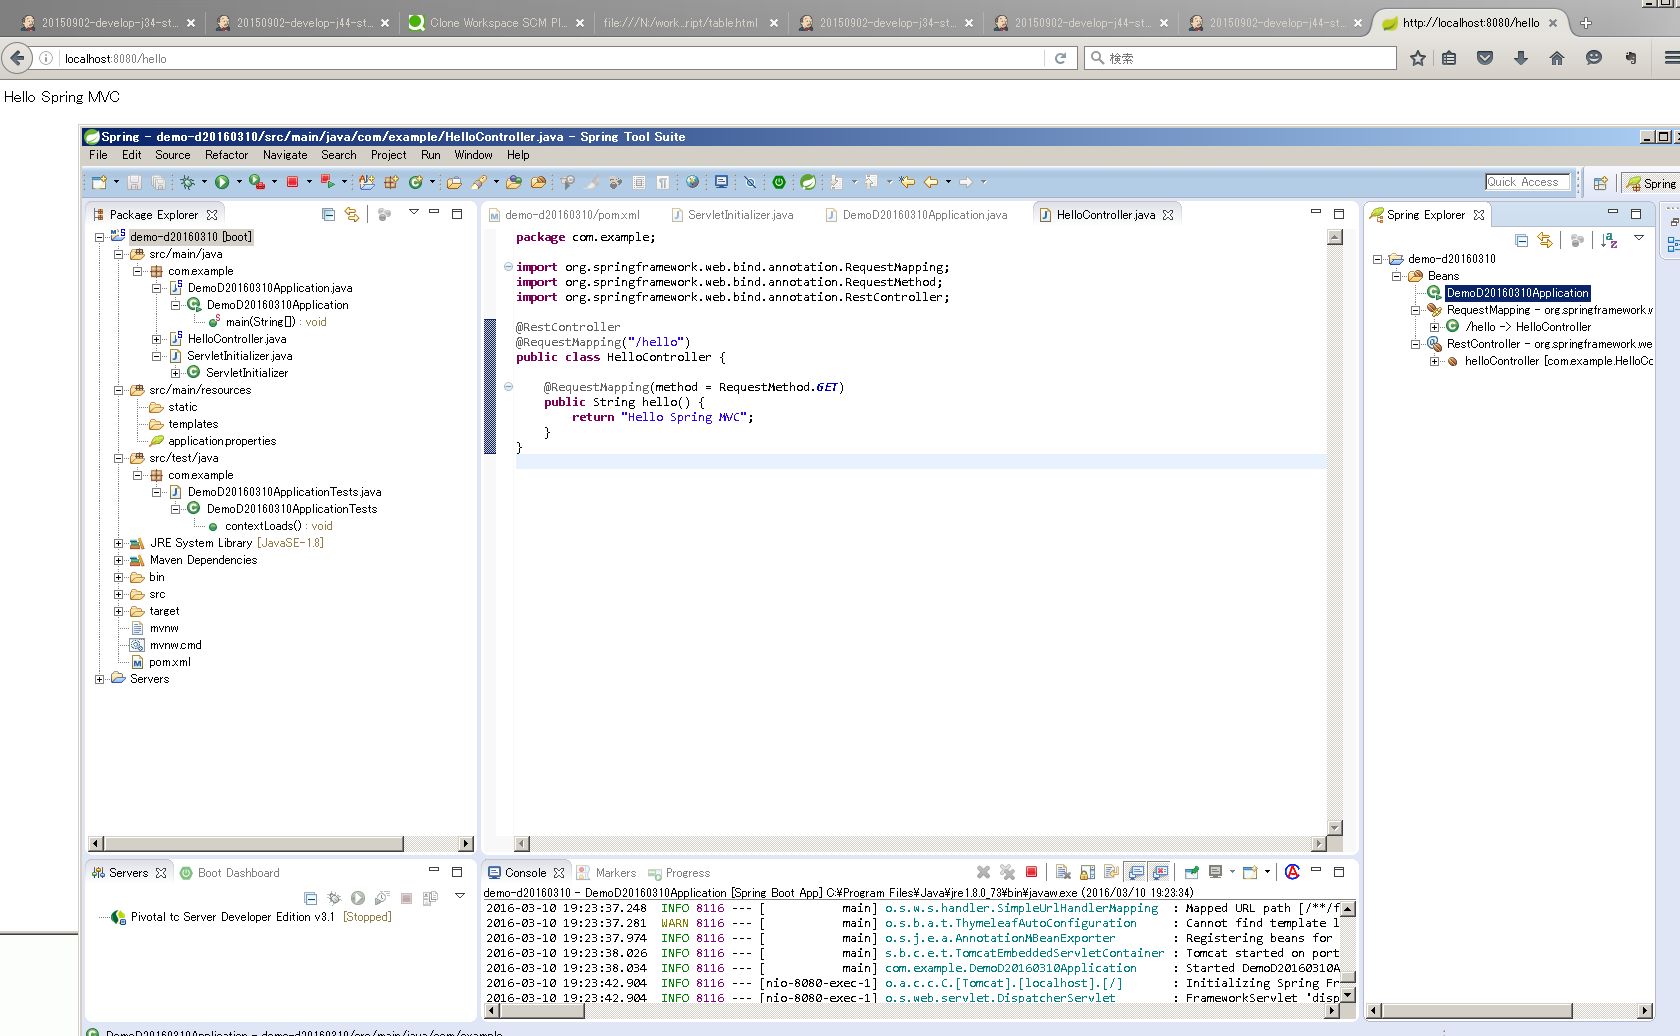 20150902-develop-j34-st...
20150902-develop-j44-st...
Clone Workspace SCM Pl...
file:///N:/work...ript/table.html
20150902-develop-j34-st...
20150902-develop-j44-st...
20150902-develop-j44-st...
http://localhost:8080/hello
localhost:8080/hello
検索
Hello Spring MVC
Spring - demo-d20160310/src/main/java/com/example/HelloController.java - Spring Tool Suite
File Edit Source Refactor Navigate Search Project Run Window Help
Quick Access
Spring
Package Explorer
demo-d20160310 [boot]
src/main/java
com.example
DemoD20160310Application.java
DemoD20160310Application
main(String[]) : void
HelloController.java
ServletInitializer.java
ServletInitializer
src/main/resources
static
templates
application.properties
src/test/java
com.example
DemoD20160310ApplicationTests.java
DemoD20160310ApplicationTests
contextLoads() : void
JRE System Library [JavaSE-1.8]
Maven Dependencies
bin
src
target
mvnw
mvnw.cmd
pom.xml
Servers
demo-d20160310/pom.xml
ServletInitializer.java
DemoD20160310Application.java
HelloController.java
package com.example;
import org.springframework.web.bind.annotation.RequestMapping;
import org.springframework.web.bind.annotation.RequestMethod;
import org.springframework.web.bind.annotation.RestController;
@RestController
@RequestMapping("/hello")
public class HelloController {
@RequestMapping(method = RequestMethod.GET)
public String hello() {
return "Hello Spring MVC";
}
}
Spring Explorer
demo-d20160310
Beans
DemoD20160310Application
RequestMapping - org.springframework.w
/hello -> HelloController
RestController - org.springframework.we
helloController [com.example.HelloCo
Servers
Boot Dashboard
Pivotal tc Server Developer Edition v3.1 [Stopped]
Console
Markers
Progress
demo-d20160310 - DemoD20160310Application [Spring Boot App] C:¥Program Files¥Java¥jre1.8.0_73¥bin¥javaw.exe (2016/03/10 19:23:34)
2016-03-10 19:23:37.248 INFO 8116 --- [ main] o.s.w.s.handler.SimpleUrlHandlerMapping : Mapped URL path [/**/f
2016-03-10 19:23:37.281 WARN 8116 --- [ main] o.s.b.a.t.ThymeleafAutoConfiguration : Cannot find template l
2016-03-10 19:23:37.974 INFO 8116 --- [ main] o.s.j.e.a.AnnotationMBeanExporter : Registering beans for
2016-03-10 19:23:38.026 INFO 8116 --- [ main] s.b.c.e.t.TomcatEmbeddedServletContainer : Tomcat started on port
2016-03-10 19:23:38.034 INFO 8116 --- [ main] com.example.DemoD20160310Application : Started DemoD20160310A
2016-03-10 19:23:42.904 INFO 8116 --- [nio-8080-exec-1] o.a.c.c.C.[Tomcat].[localhost].[/] : Initializing Spring Fr
2016-03-10 19:23:42.904 INFO 8116 --- [nio-8080-exec-1] o.s.web.servlet.DispatcherServlet : FrameworkServlet 'disp
DemoD20160310Application - demo-d20160310/src/main/java/com/example